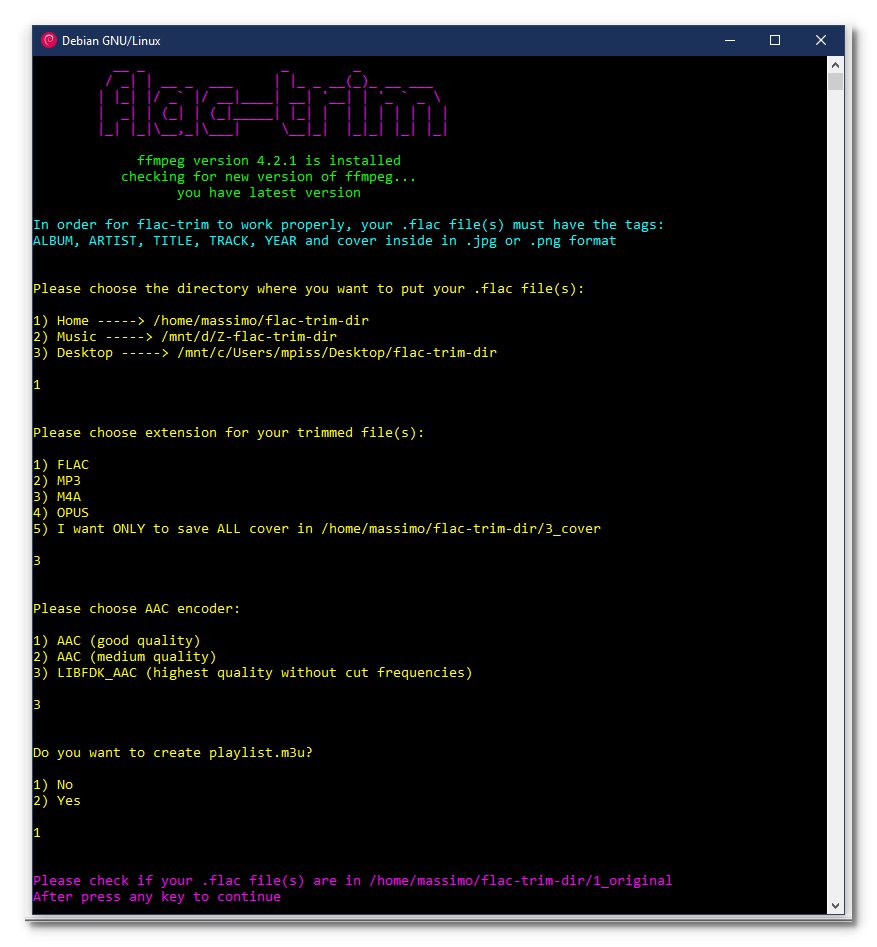 Debian GNU/Linux
flac-trim
ffmpeg version 4.2.1 is installed
checking for new version of ffmpeg...
you have latest version
In order for flac-trim to work properly, your .flac file(s) must have the tags:
ALBUM, ARTIST, TITLE, TRACK, YEAR and cover inside in .jpg or .png format
Please choose the directory where you want to put your .flac file(s):
1) Home -----> /home/massimo/flac-trim-dir
2) Music -----> /mnt/d/Z-flac-trim-dir
3) Desktop -----> /mnt/c/Users/mpiss/Desktop/flac-trim-dir
1
Please choose extension for your trimmed file(s):
1) FLAC
2) MP3
3) M4A
4) OPUS
5) I want ONLY to save ALL cover in /home/massimo/flac-trim-dir/3_cover
3
Please choose AAC encoder:
1) AAC (good quality)
2) AAC (medium quality)
3) LIBFDK_AAC (highest quality without cut frequencies)
3
Do you want to create playlist.m3u?
1) No
2) Yes
1
Please check if your .flac file(s) are in /home/massimo/flac-trim-dir/1_original
After press any key to continue